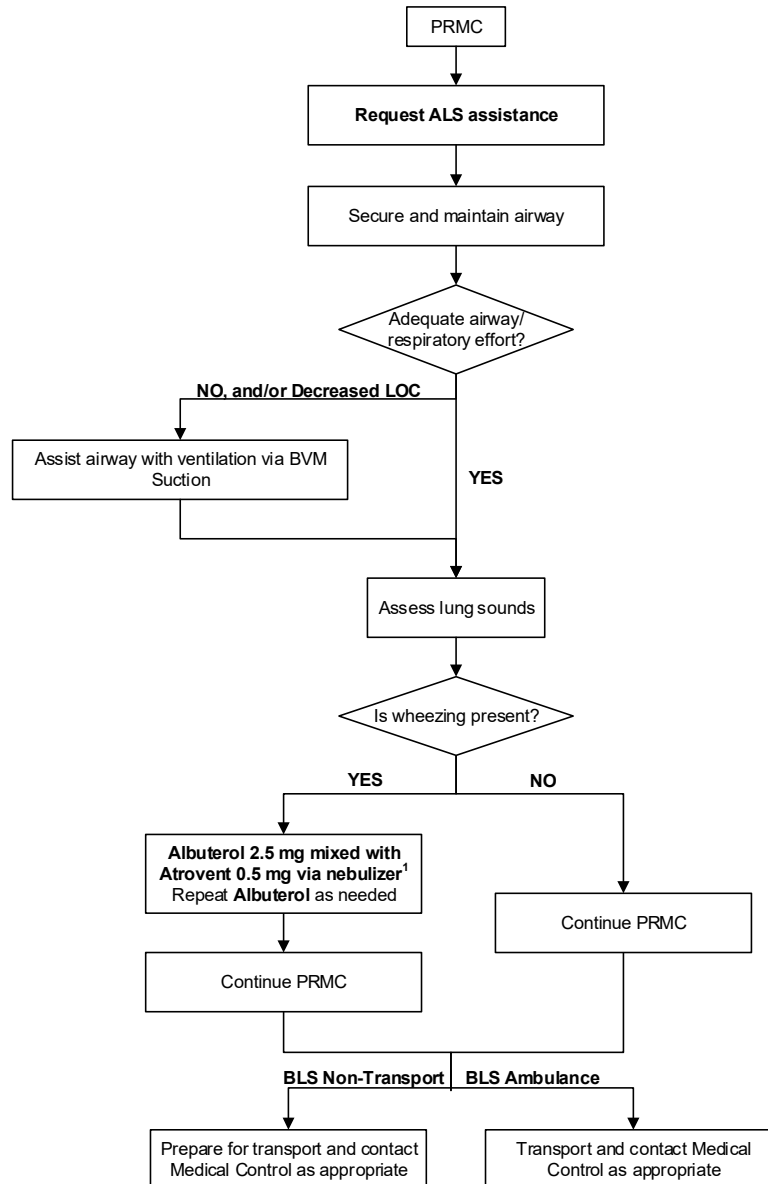 PRMC
Request ALS assistance
Secure and maintain airway
Adequate airway/
respiratory effort?
NO, and/or Decreased LOC
Assist airway with ventilation via BVM
Suction
YES
Assess lung sounds
Is wheezing present?
YES
NO
Albuterol 2.5 mg mixed with
Atrovent 0.5 mg via nebulizer¹
Repeat Albuterol as needed
Continue PRMC
Continue PRMC
BLS Non-Transport
BLS Ambulance
Prepare for transport and contact
Medical Control as appropriate
Transport and contact Medical
Control as appropriate